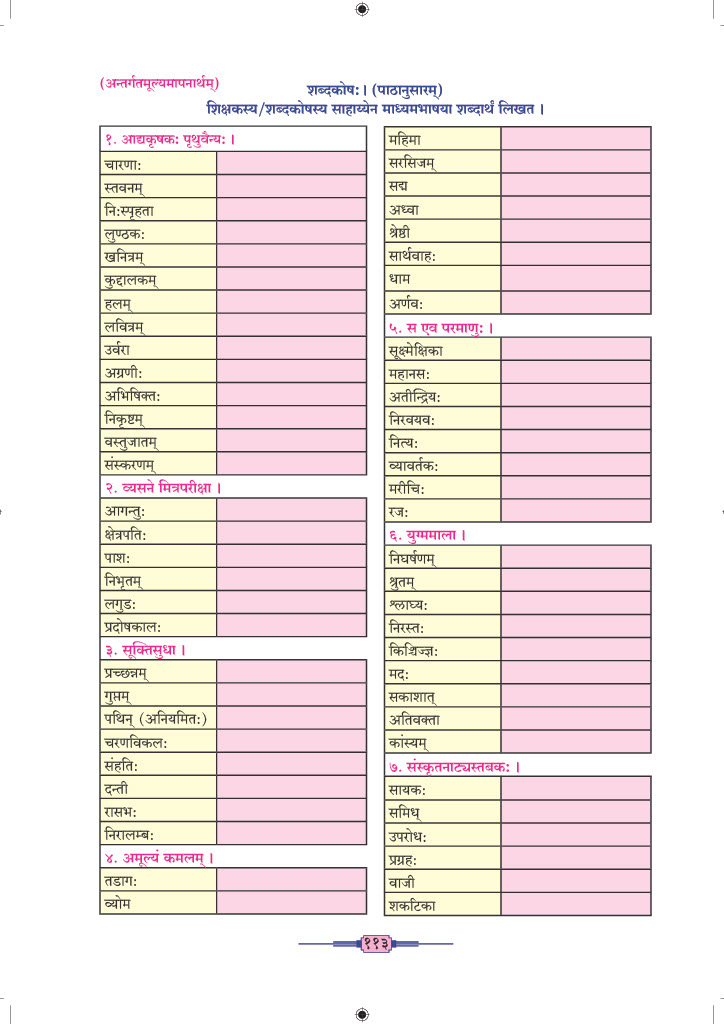 (अन्तर्गतमूल्यमापनार्थम्)
शब्दकोषः। (पाठानुसारम्)
शिक्षकस्य/शब्दकोषस्य साहाय्येन माध्यमभाषया शब्दार्थं लिखत ।
१. आद्यकृषकः पृथुवैन्यः ।
चारणाः
स्तवनम्
निःस्पृहता
लुण्ठकः
खनित्रम्
कुद्दालकम्
हलम्
लवित्रम्
उर्वरा
अग्रणीः
अभिषिक्तः
निकृष्टम्
वस्तुजातम्
संस्करणम्
२. व्यसने मित्रपरीक्षा ।
आगन्तुः
क्षेत्रपतिः
पाशः
निभृतम्
लगुडः
प्रदोषकालः
३. सूक्तिसुधा ।
प्रच्छन्नम्
गुप्तम्
पथिन् (अनियमितः)
चरणविकलः
संहतिः
दन्ती
रासभः
निरालम्बः
४. अमूल्यं कमलम् ।
तडागः
व्योम
महिमा
सरसिजम्
सद्म
अध्वा
श्रेष्ठी
सार्थवाहः
धाम
अर्णवः
५. स एव परमाणुः ।
सूक्ष्मेक्षिका
महानसः
अतीन्द्रियः
निरवयवः
नित्यः
व्यावर्तकः
मरीचिः
रजः
६. युग्ममाला ।
निघर्षणम्
श्रुतम्
श्लाघ्यः
निरस्तः
किञ्चिज्ज्ञः
मदः
सकाशात्
अतिवक्ता
कांस्यम्
७. संस्कृतनाट्यस्तबकः ।
सायकः
समिध्
उपरोधः
प्रग्रहः
वाजी
शकटिका
११३